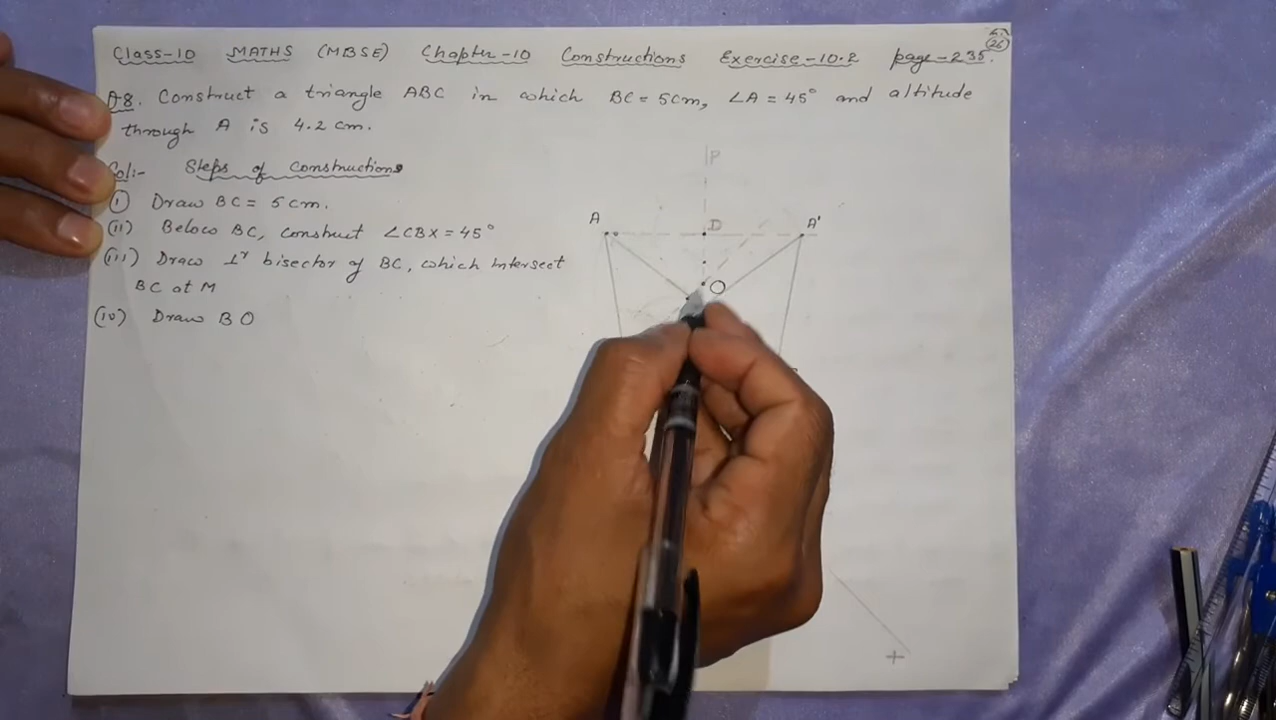 Class-10 MATHS (MBSE) Chapter-10 Constructions Exercise-10.2 page-235.
Q8. Construct a triangle ABC in which BC = 5cm, ∠A = 45° and altitude
through A is 4.2 cm.
Sol:- Steps of constructions
(i) Draw BC = 5 cm.
(ii) Below BC, construct ∠CBX = 45°
(iii) Draw ⊥r bisector of BC, which intersect
BC at M
(iv) Draw BO
P
A D A'
O